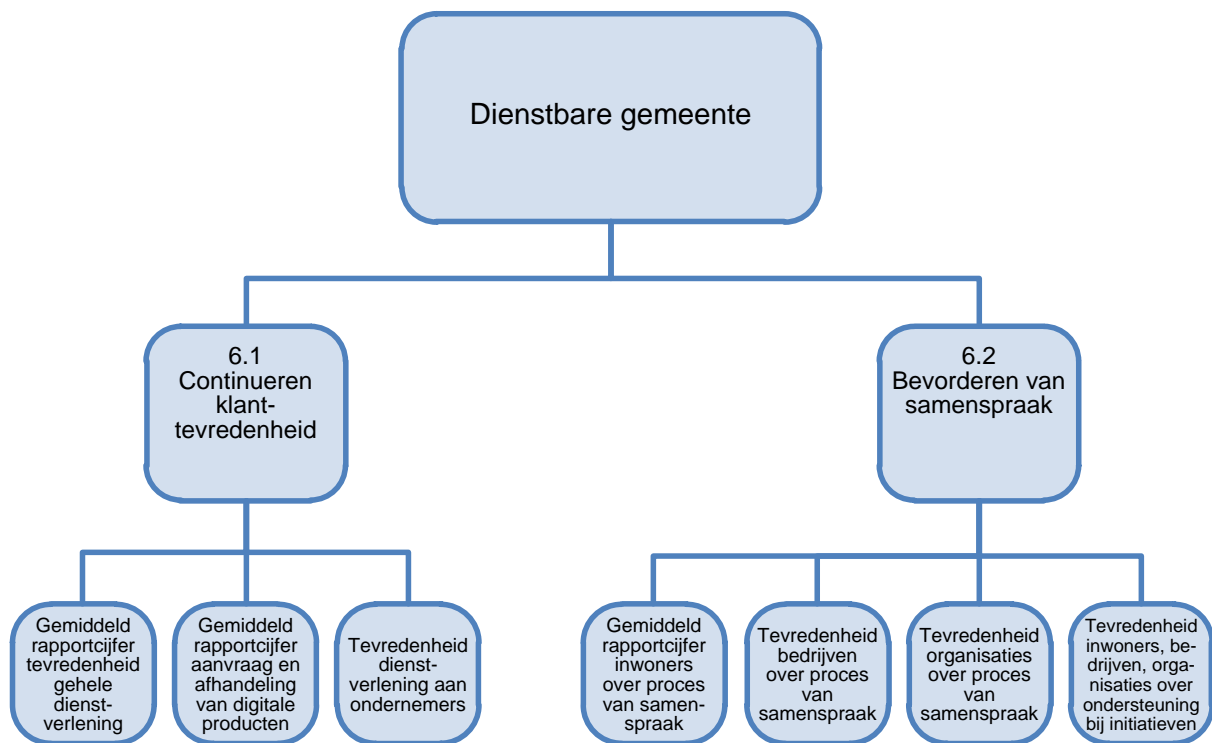 Dienstbare gemeente
6.1
Continueren
klant-
tevredenheid
6.2
Bevorderen van
samenspraak
Gemiddeld
rapportcijfer
tevredenheid
gehele
dienst-
verlening
Gemiddeld
rapportcijfer
aanvraag en
afhandeling
van digitale
producten
Tevredenheid
dienst-
verlening aan
ondernemers
Gemiddeld
rapportcijfer
inwoners
over proces
van samen-
spraak
Tevredenheid
bedrijven
over proces
van
samenspraak
Tevredenheid
organisaties
over proces
van
samenspraak
Tevredenheid
inwoners, be-
drijven, orga-
nisaties over
ondersteuning
bij initiatieven